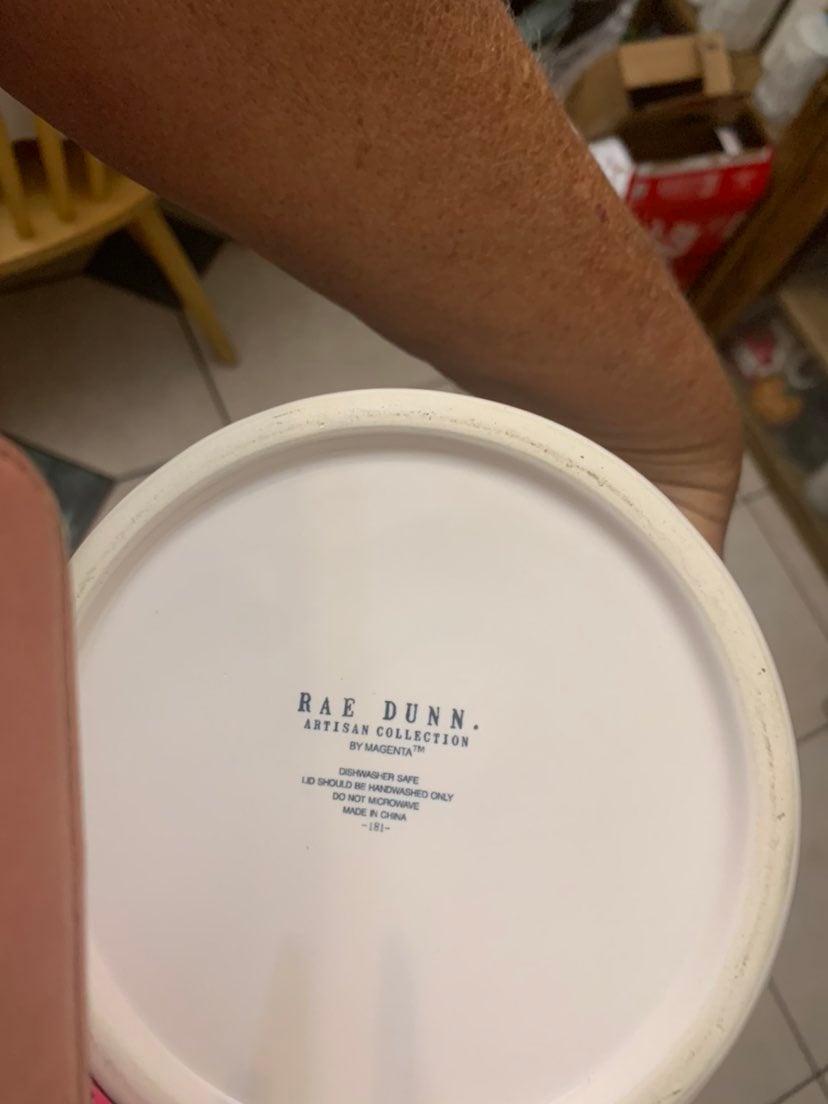 RAE DUNN.
ARTISAN COLLECTION
BY MAGENTA™
DISHWASHER SAFE
LID SHOULD BE HANDWASHED ONLY
DO NOT MICROWAVE
MADE IN CHINA
-181-